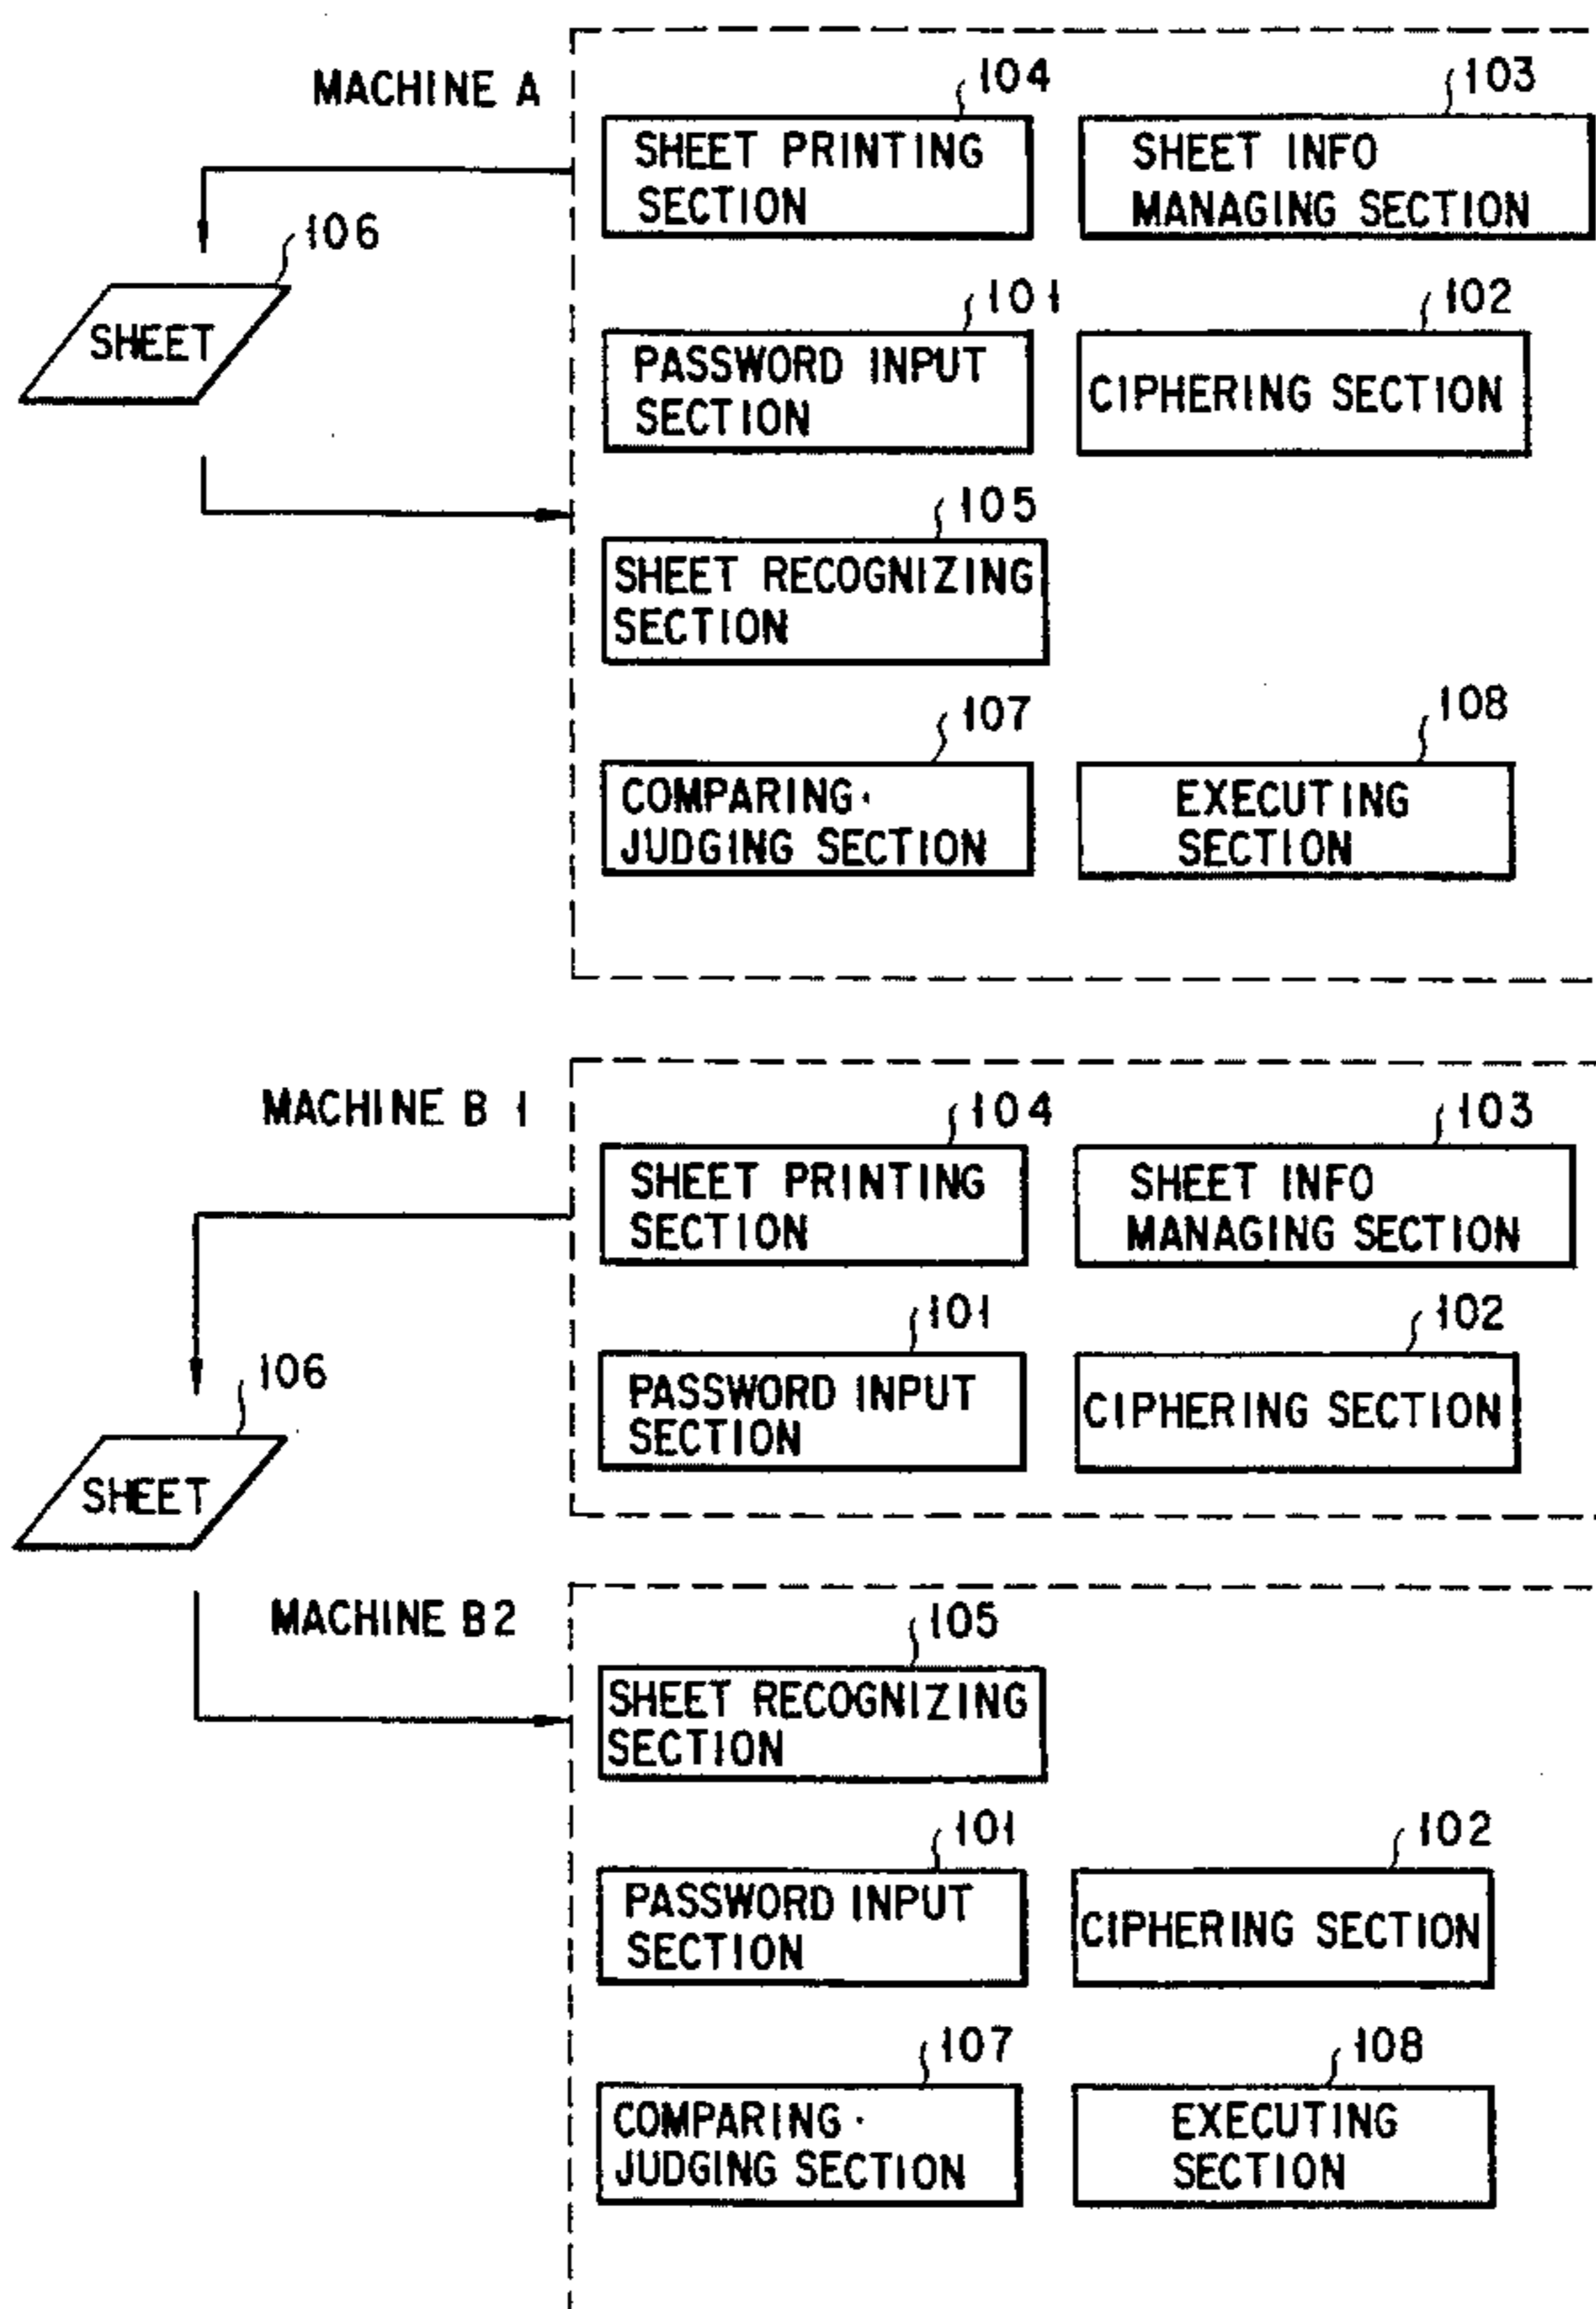 MACHINE A
104
103
SHEET PRINTING
SECTION
SHEET INFO
MANAGING SECTION
106
SHEET
101
102
PASSWORD INPUT
SECTION
CIPHERING SECTION
105
SHEET RECOGNIZING
SECTION
107
108
COMPARING·
JUDGING SECTION
EXECUTING
SECTION
MACHINE B 1
104
103
SHEET PRINTING
SECTION
SHEET INFO
MANAGING SECTION
101
102
PASSWORD INPUT
SECTION
CIPHERING SECTION
106
SHEET
MACHINE B2
105
SHEET RECOGNIZING
SECTION
101
102
PASSWORD INPUT
SECTION
CIPHERING SECTION
107
108
COMPARING·
JUDGING SECTION
EXECUTING
SECTION